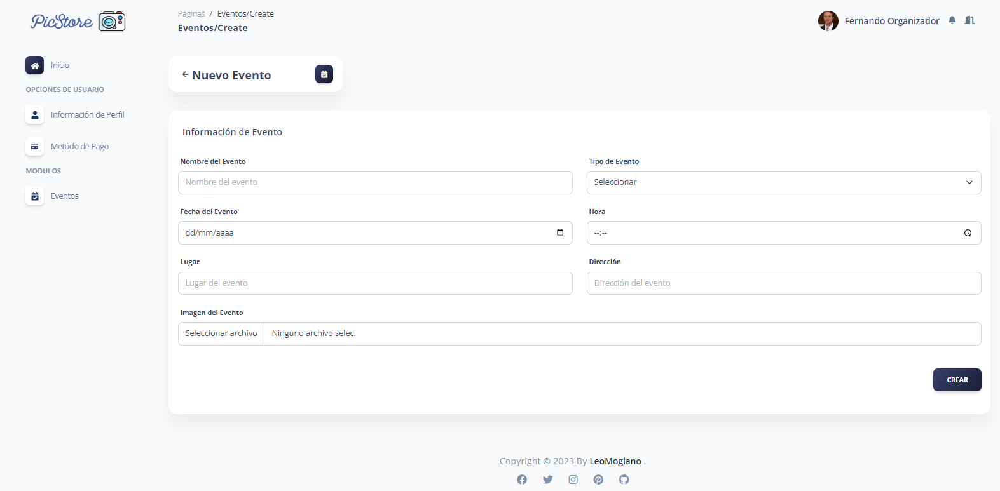 PicStore
Paginas / Eventos/Create
Eventos/Create
Fernando Organizador
Inicio
OPCIONES DE USUARIO
Información de Perfil
Metódo de Pago
MODULOS
Eventos
Nuevo Evento
Información de Evento
Nombre del Evento
Nombre del evento
Tipo de Evento
Seleccionar
Fecha del Evento
dd/mm/aaaa
Hora
--:--
Lugar
Lugar del evento
Dirección
Dirección del evento
Imagen del Evento
Seleccionar archivo Ninguno archivo selec.
CREAR
Copyright © 2023 By LeoMogiano .